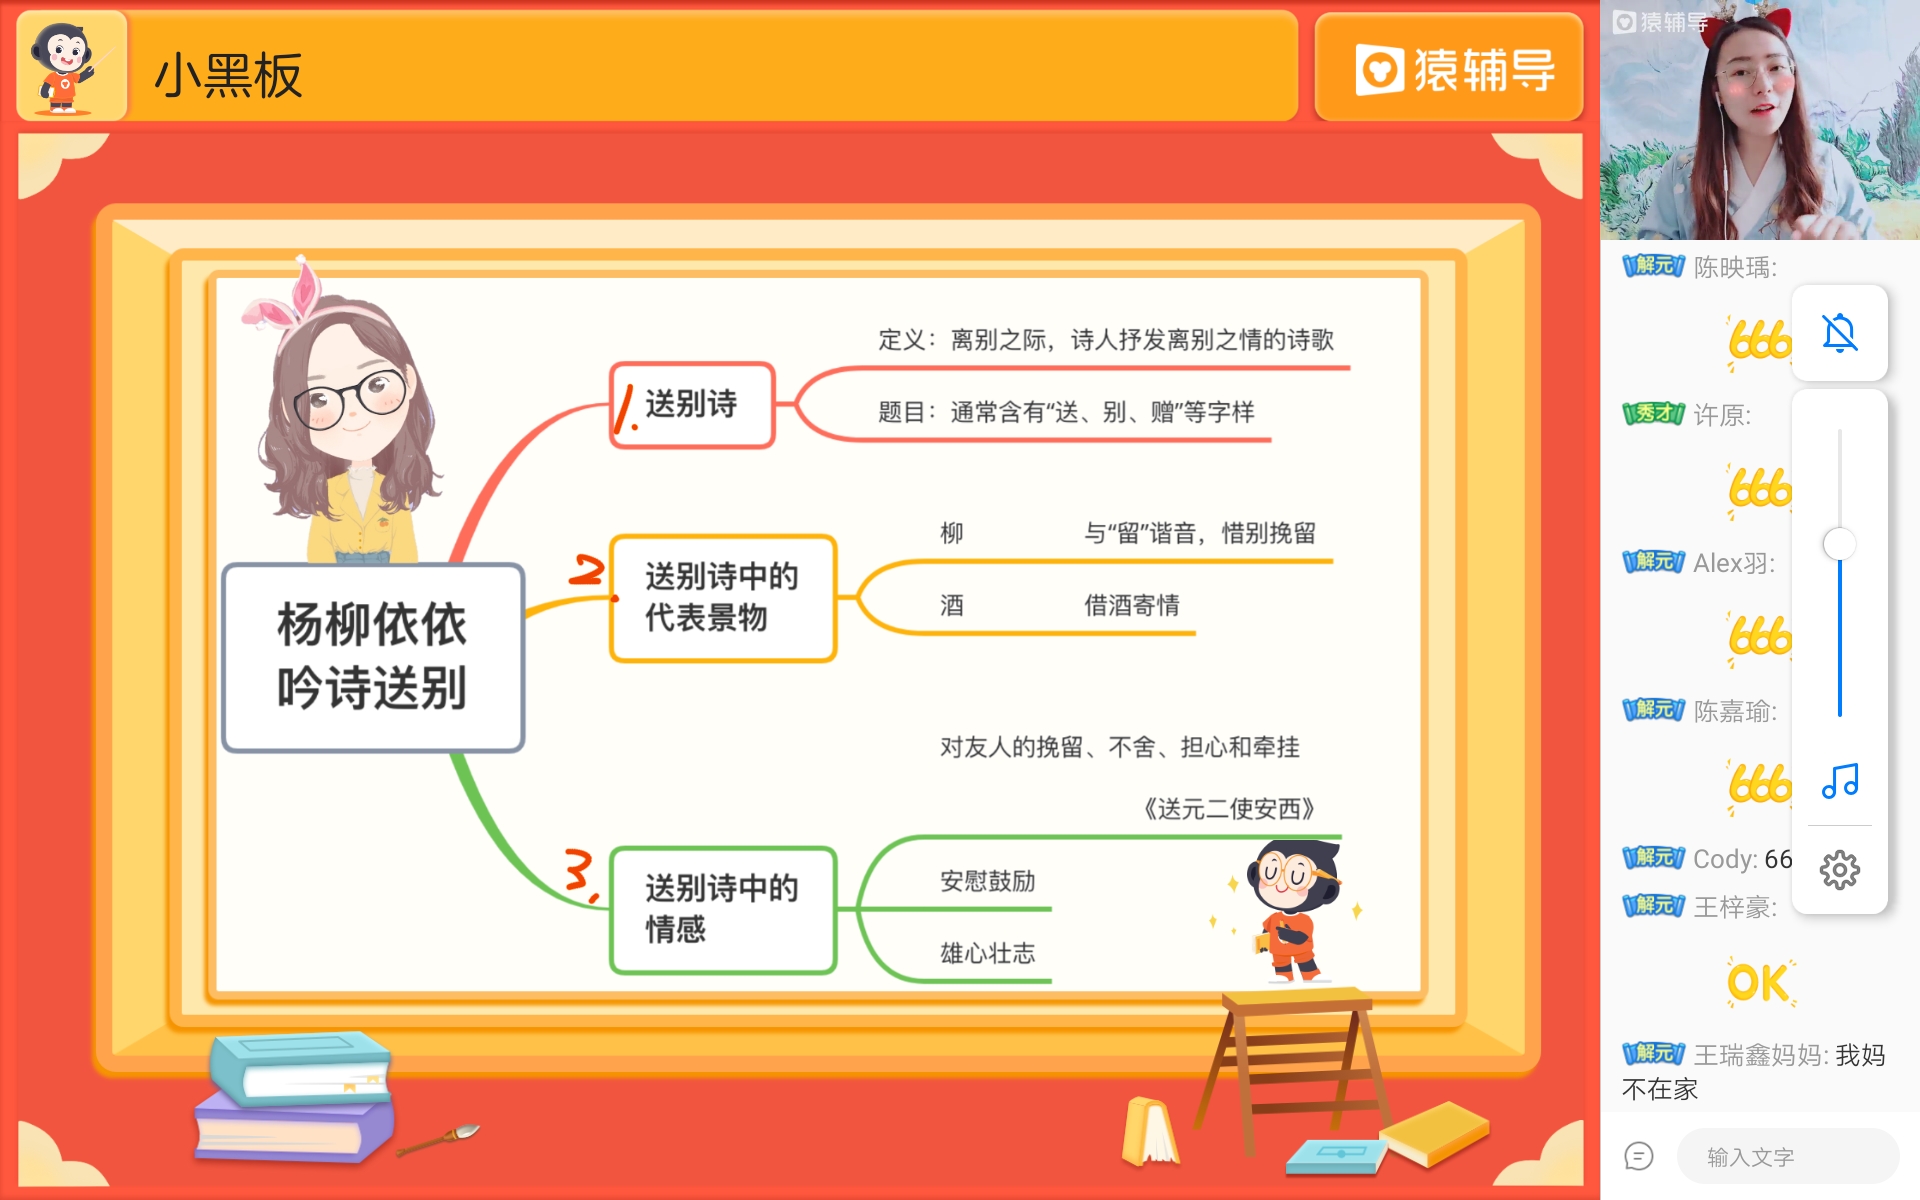 小黑板
猿辅导
猿辅导
1. 送别诗
定义：离别之际，诗人抒发离别之情的诗歌
题目：通常含有“送、别、赠”等字样
杨柳依依
吟诗送别
2.
送别诗中的
代表景物
柳 与“留”谐音，惜别挽留
酒 借酒寄情
3.
送别诗中的
情感
对友人的挽留、不舍、担心和牵挂
《送元二使安西》
安慰鼓励
雄心壮志
解元 陈映瑀:
666
秀才 许原:
666
解元 Alex羽:
666
解元 陈嘉瑜:
666
解元 Cody: 66
解元 王梓豪:
OK
解元 王瑞鑫妈妈: 我妈
不在家
输入文字